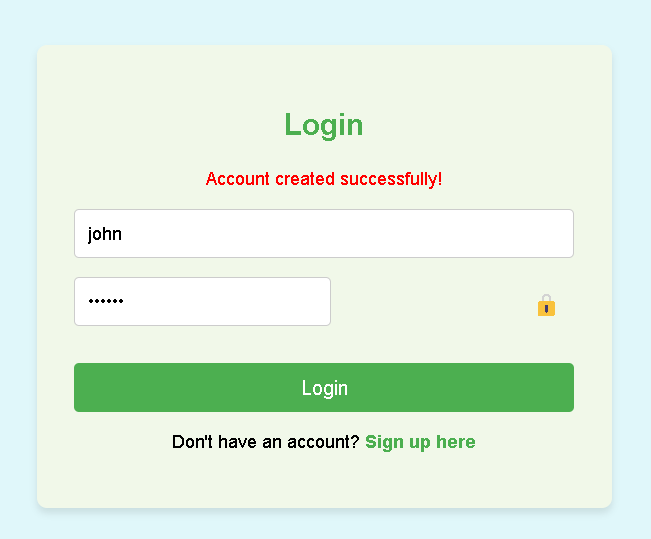 Login
Account created successfully!
john
••••••
Login
Don't have an account? Sign up here